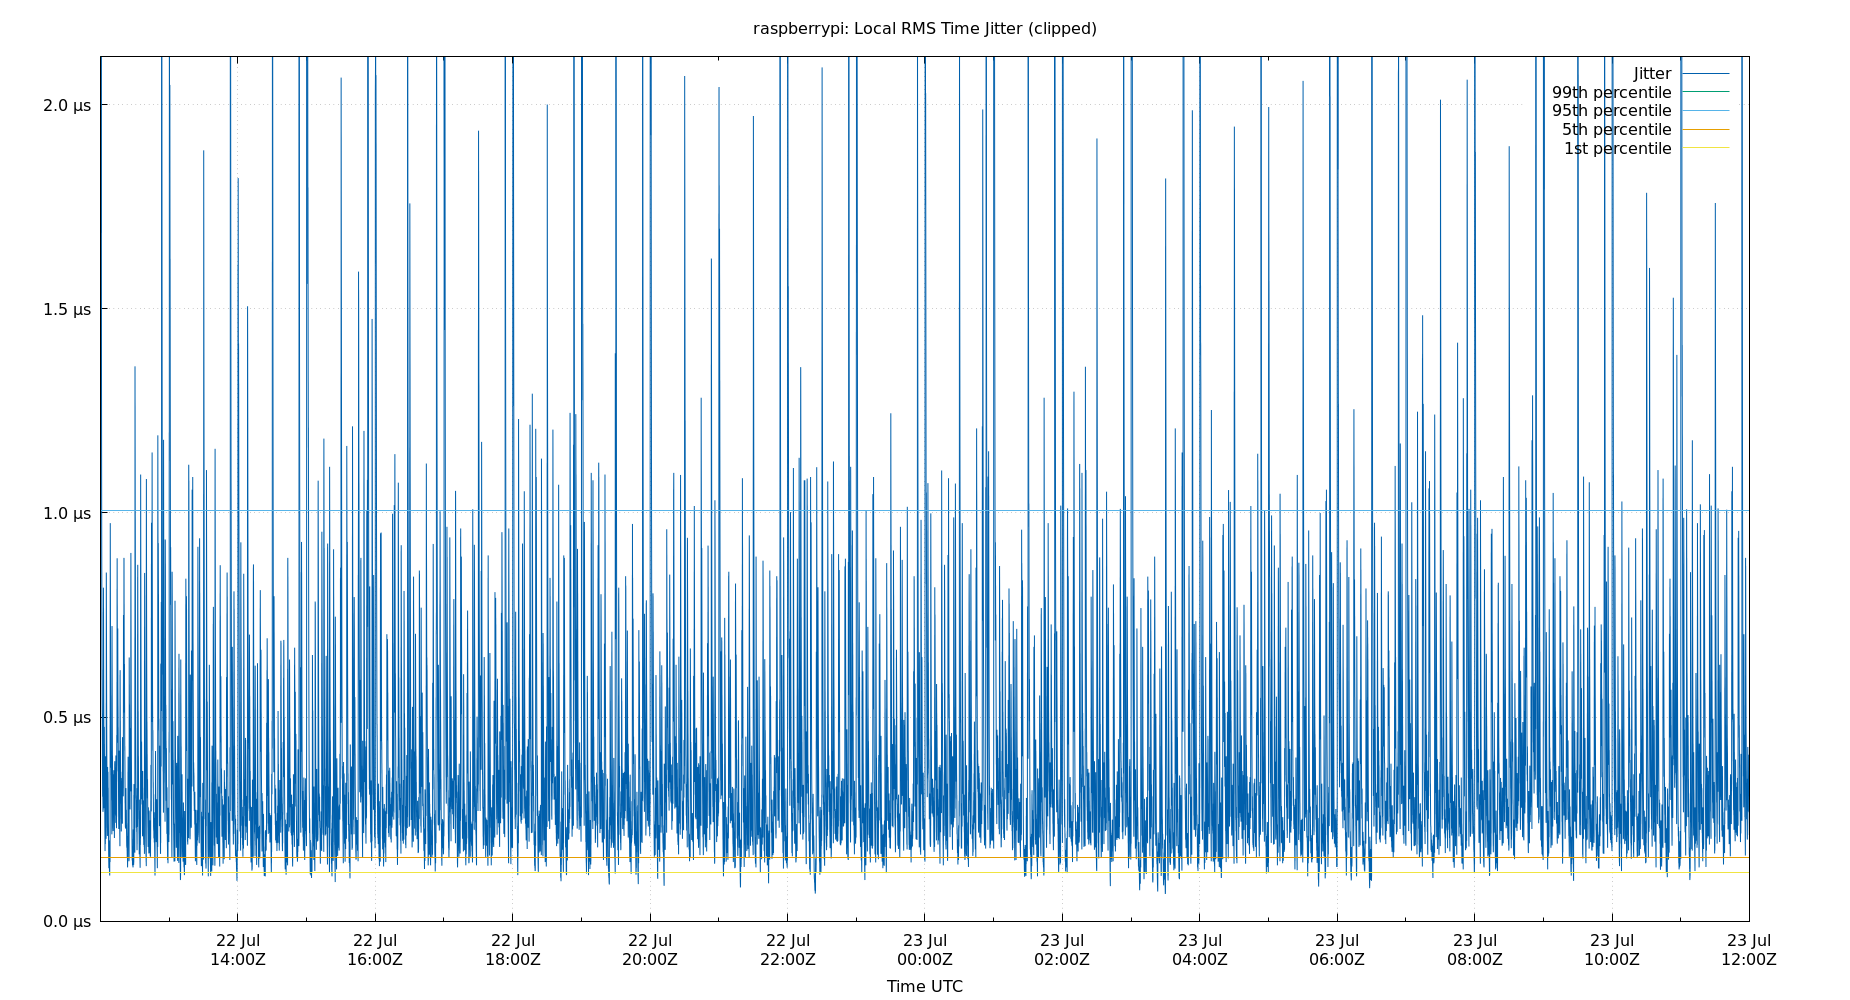 raspberrypi: Local RMS Time Jitter (clipped)
Jitter
99th percentile
95th percentile
5th percentile
1st percentile
2.0 µs
1.5 µs
1.0 µs
0.5 µs
0.0 µs
22 Jul 22 Jul 22 Jul 22 Jul 22 Jul 23 Jul 23 Jul 23 Jul 23 Jul 23 Jul 23 Jul 23 Jul
14:00Z 16:00Z 18:00Z 20:00Z 22:00Z 00:00Z 02:00Z 04:00Z 06:00Z 08:00Z 10:00Z 12:00Z
Time UTC